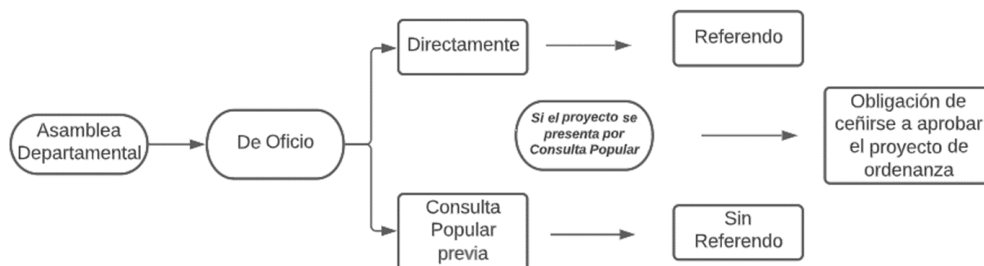 Asamblea
Departamental
De Oficio
Directamente
Referendo
Si el proyecto se
presenta por
Consulta Popular
Obligación de
ceñirse a aprobar
el proyecto de
ordenanza
Consulta
Popular
previa
Sin
Referendo